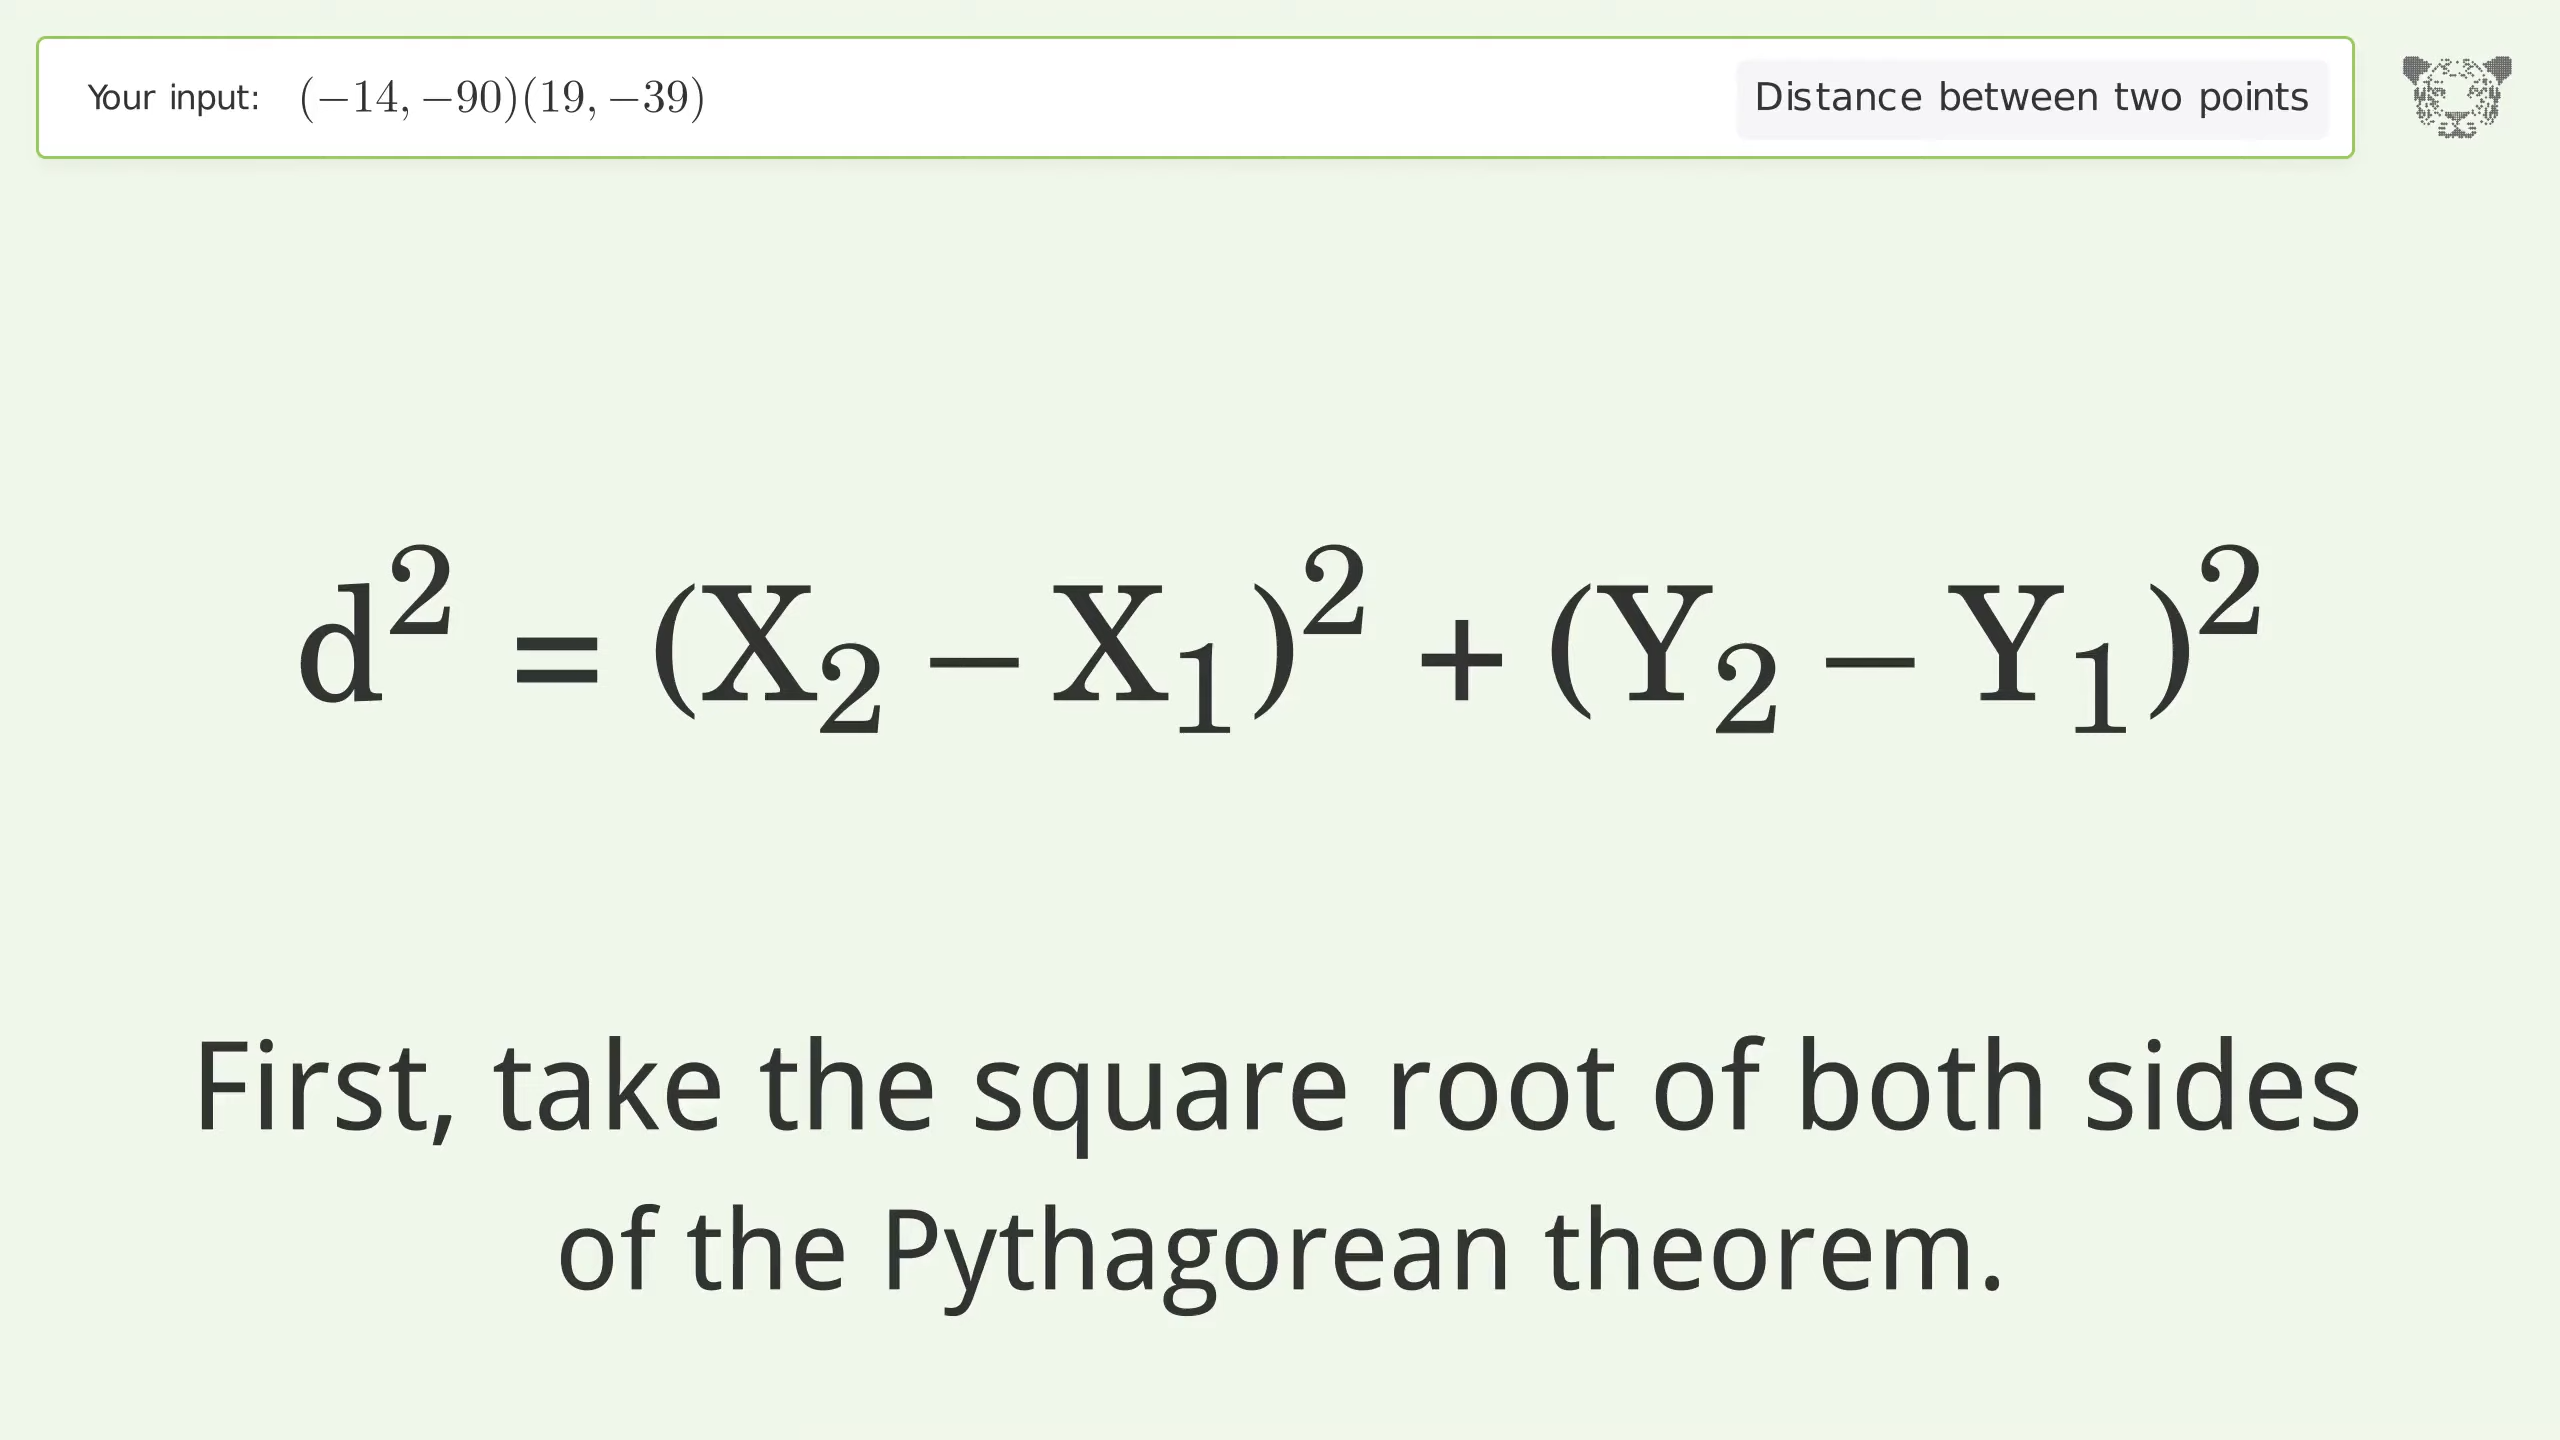 Your input: (−14, −90)(19, −39)
Distance between two points
d² = (X₂ − X₁)² + (Y₂ − Y₁)²
First, take the square root of both sides
of the Pythagorean theorem.